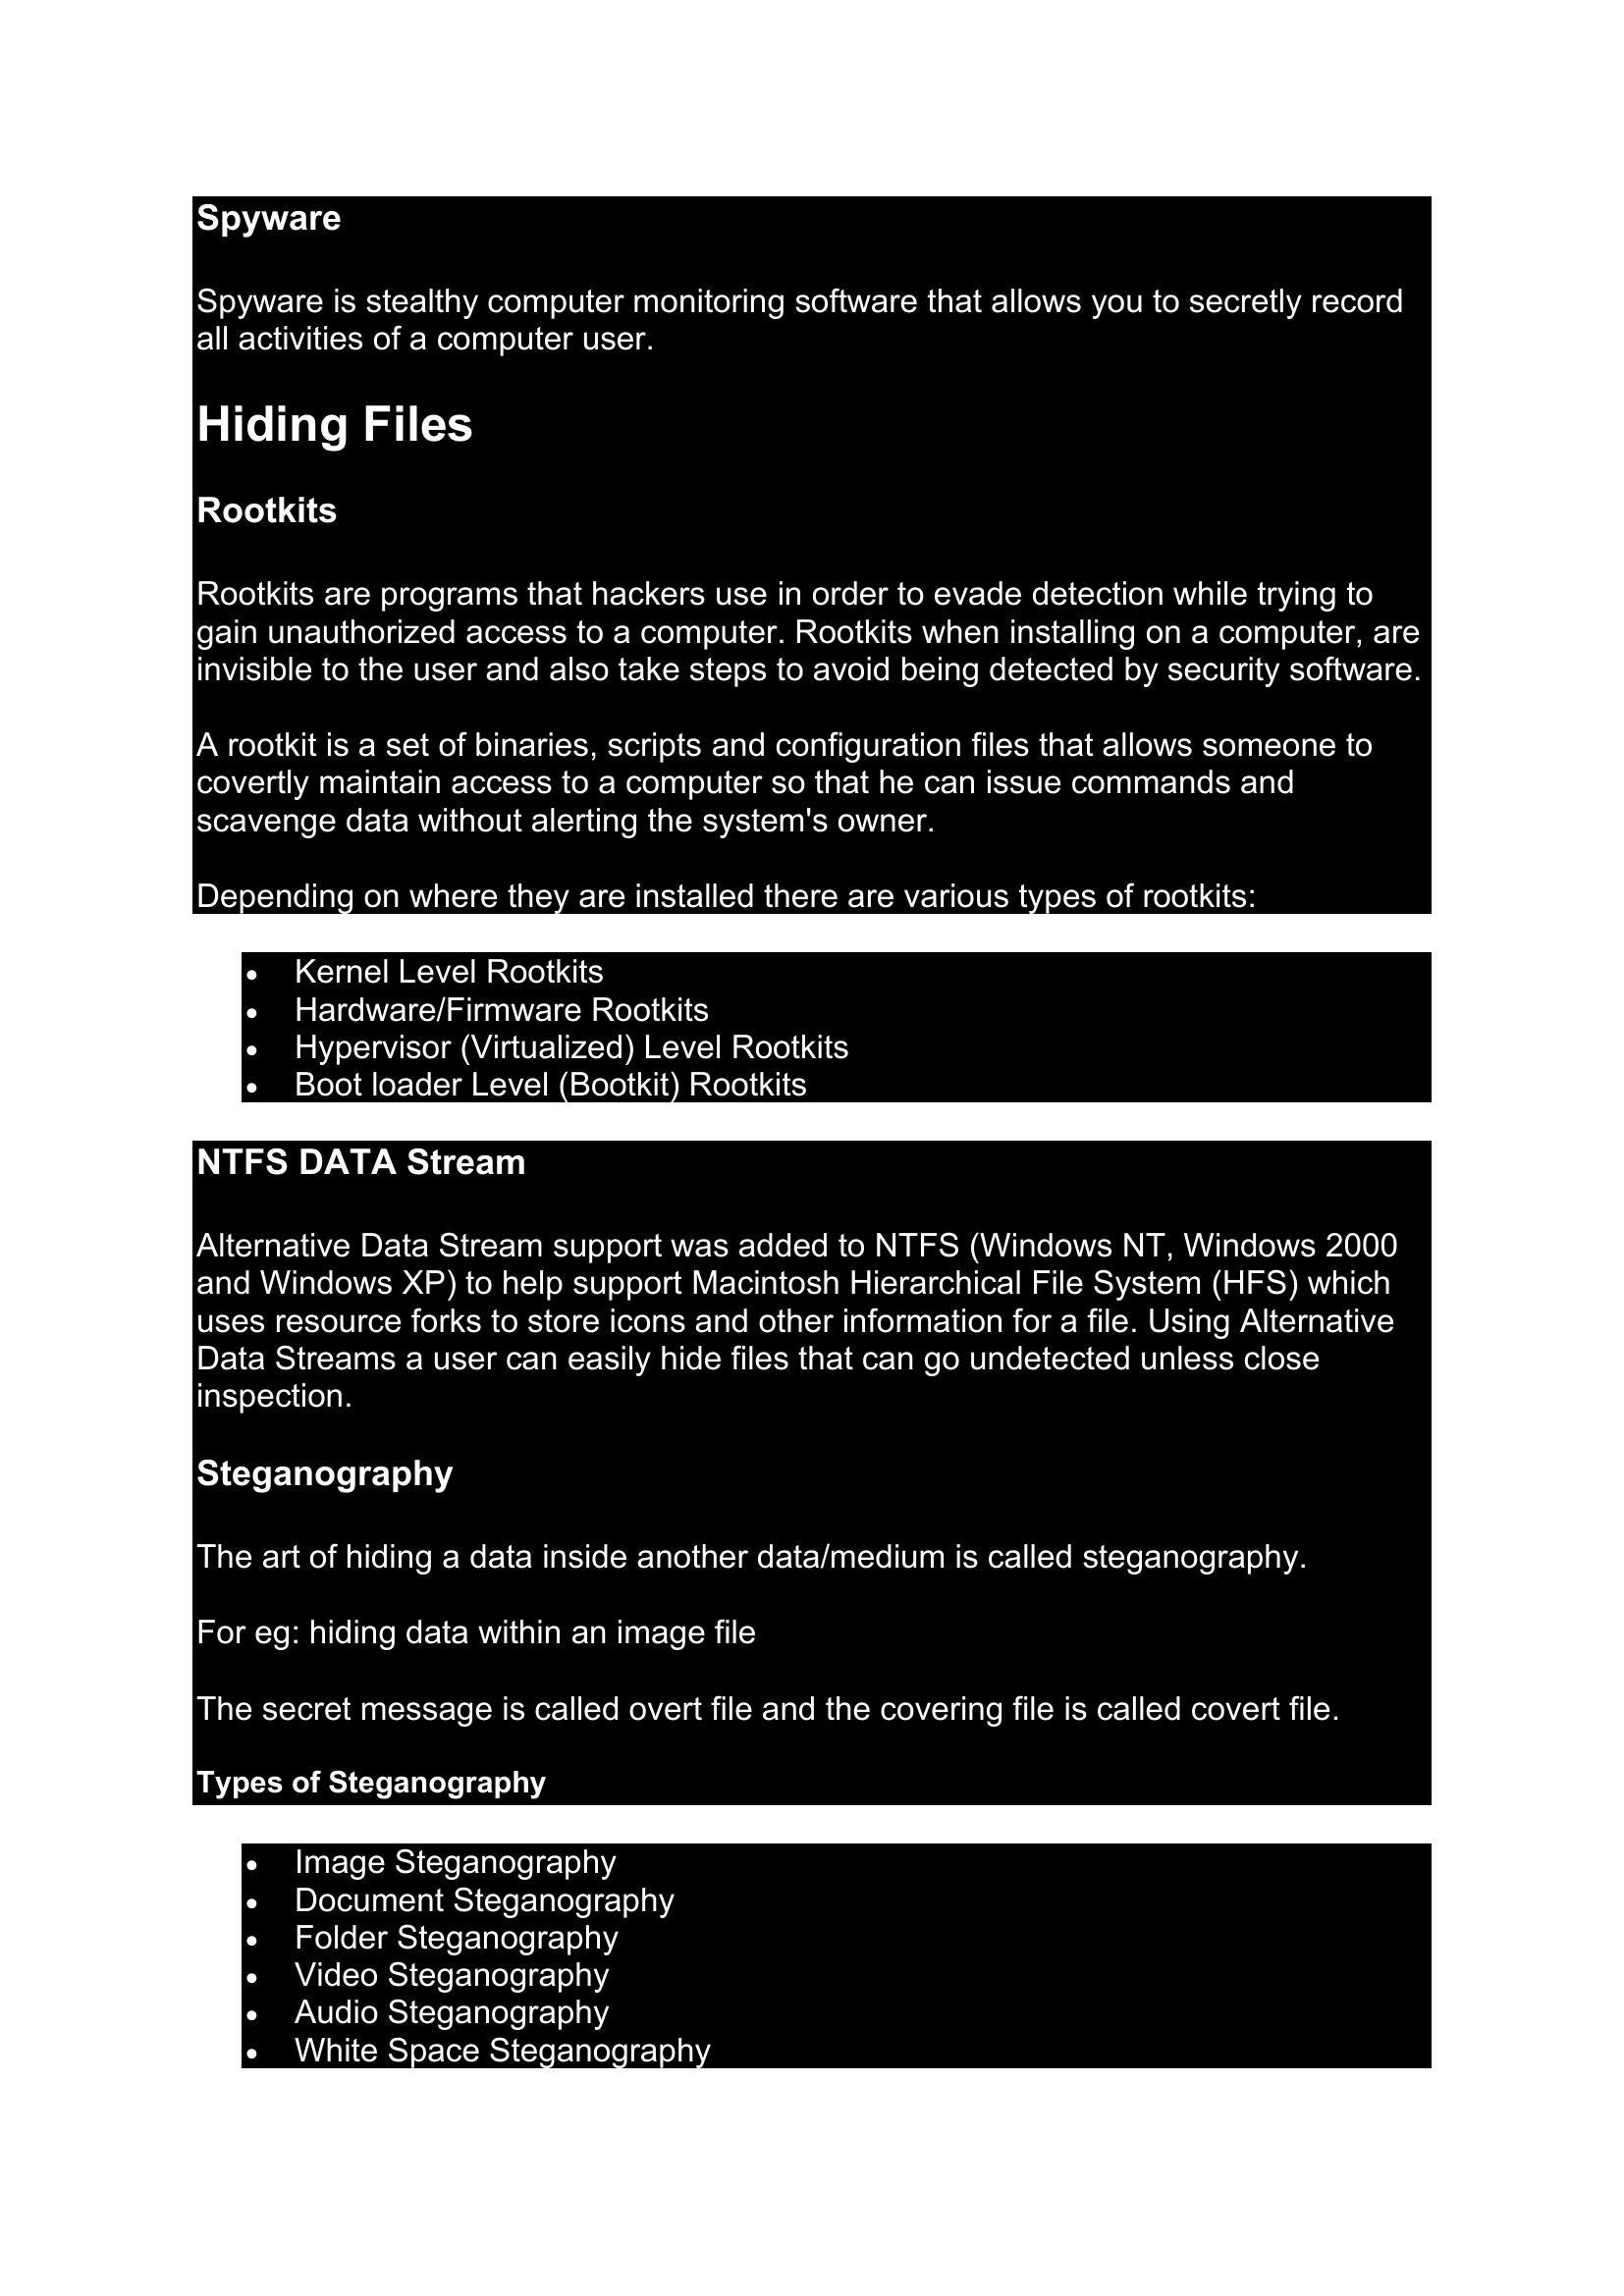 Spyware
Spyware is stealthy computer monitoring software that allows you to secretly record
all activities of a computer user.
Hiding Files
Rootkits
Rootkits are programs that hackers use in order to evade detection while trying to
gain unauthorized access to a computer. Rootkits when installing on a computer, are
invisible to the user and also take steps to avoid being detected by security software.
A rootkit is a set of binaries, scripts and configuration files that allows someone to
covertly maintain access to a computer so that he can issue commands and
scavenge data without alerting the system's owner.
Depending on where they are installed there are various types of rootkits:
• Kernel Level Rootkits
• Hardware/Firmware Rootkits
• Hypervisor (Virtualized) Level Rootkits
• Boot loader Level (Bootkit) Rootkits
NTFS DATA Stream
Alternative Data Stream support was added to NTFS (Windows NT, Windows 2000
and Windows XP) to help support Macintosh Hierarchical File System (HFS) which
uses resource forks to store icons and other information for a file. Using Alternative
Data Streams a user can easily hide files that can go undetected unless close
inspection.
Steganography
The art of hiding a data inside another data/medium is called steganography.
For eg: hiding data within an image file
The secret message is called overt file and the covering file is called covert file.
Types of Steganography
• Image Steganography
• Document Steganography
• Folder Steganography
• Video Steganography
• Audio Steganography
• White Space Steganography